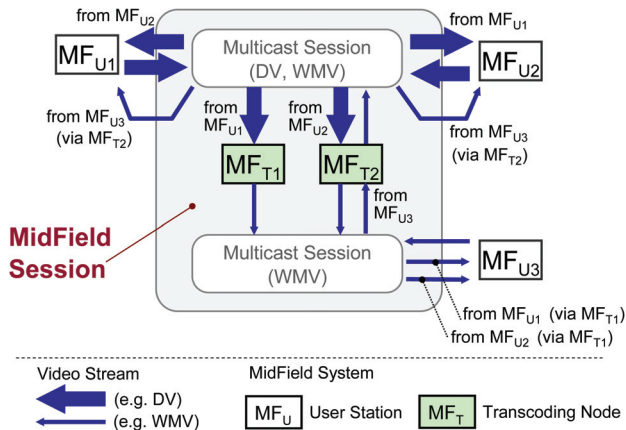 from MFU2
from MFU1
MFU1
Multicast Session
(DV, WMV)
MFU2
from MFU3
(via MFT2)
from
MFU1
from
MFU2
from MFU3
(via MFT2)
MFT1
MFT2
from
MFU3
MidField
Session
Multicast Session
(WMV)
MFU3
from MFU1 (via MFT1)
from MFU2 (via MFT1)
Video Stream
MidField System
(e.g. DV)
(e.g. WMV)
MFU
User Station
MFT
Transcoding Node